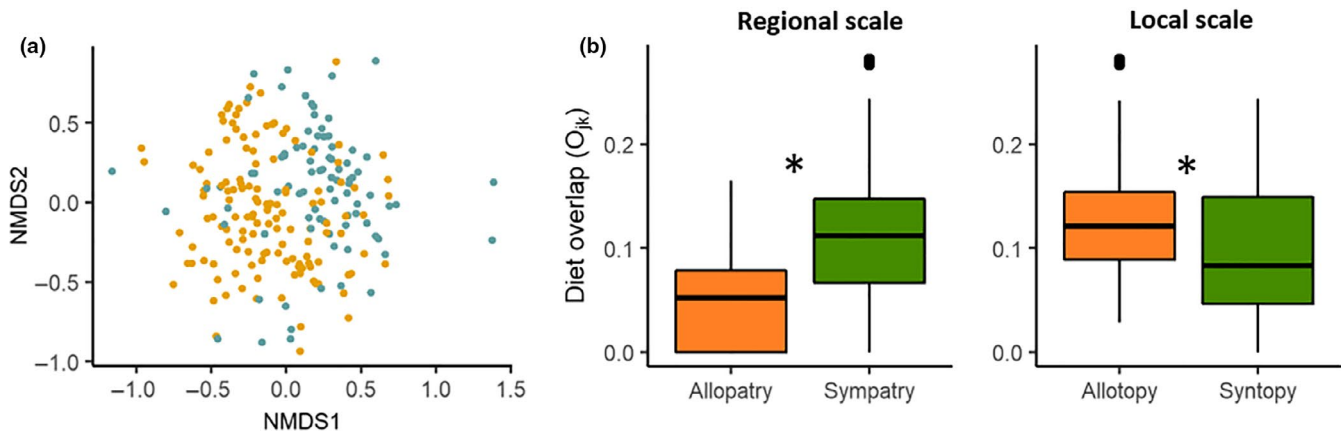 (a)
NMDS2
0.5
0.0
−0.5
−1.0
−1.0 −0.5 0.0 0.5 1.0 1.5
NMDS1
(b)
Regional scale
Diet overlap (Ojk)
0.2
0.1
0.0
*
Allopatry Sympatry
Local scale
0.2
0.1
0.0
*
Allotopy Syntopy